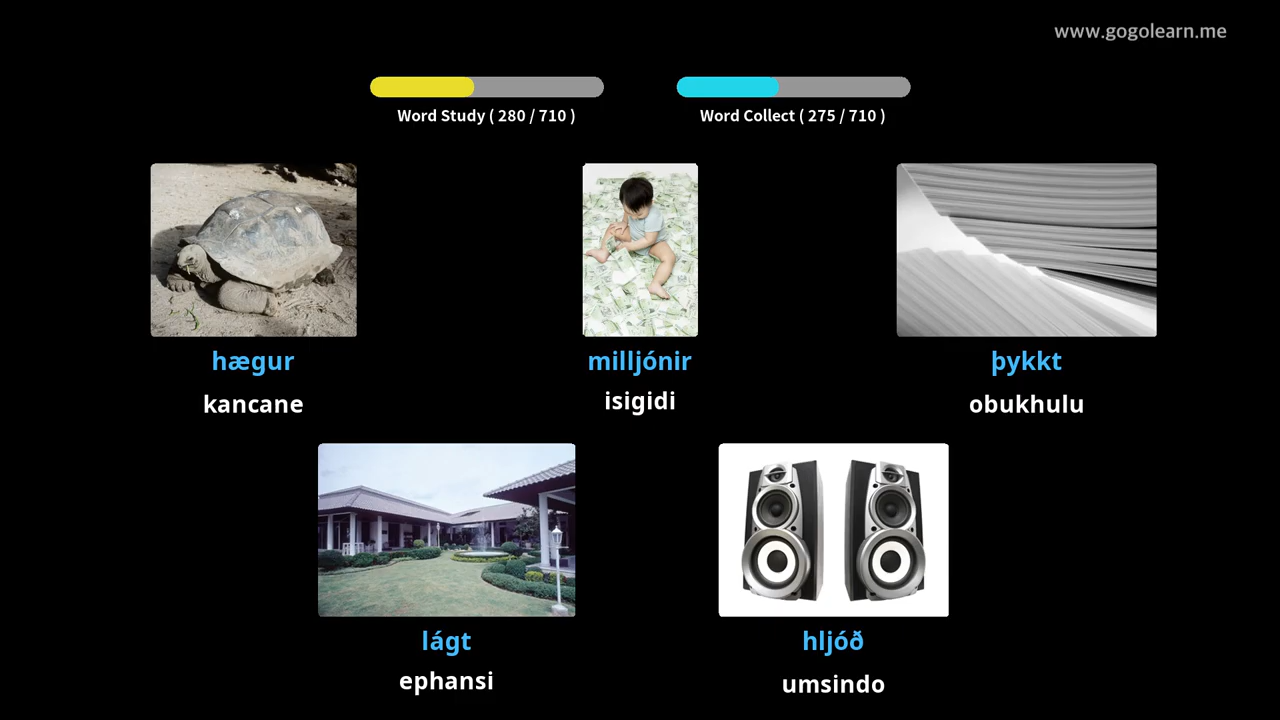 www.gogolearn.me
Word Study ( 280 / 710 )
Word Collect ( 275 / 710 )
hægur
kancane
milljónir
isigidi
þykkt
obukhulu
lágt
ephansi
hljóð
umsindo